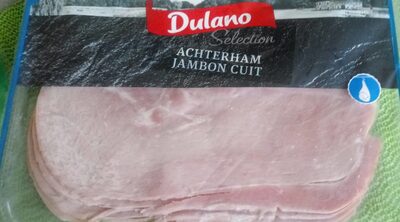 Dulano
Selection
ACHTERHAM
JAMBON CUIT